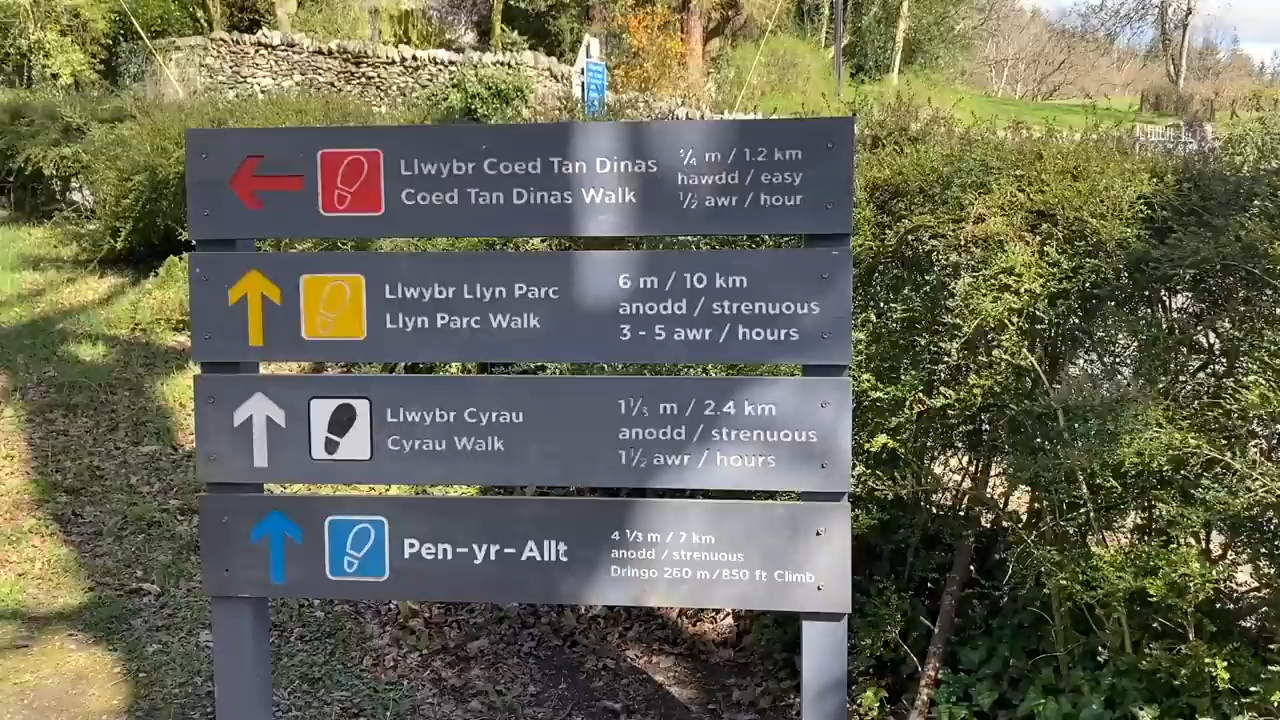 Llwybr Coed Tan Dinas
Coed Tan Dinas Walk
¾ m / 1.2 km
hawdd / easy
½ awr / hour
Llwybr Llyn Parc
Llyn Parc Walk
6 m / 10 km
anodd / strenuous
3 - 5 awr / hours
Llwybr Cyrau
Cyrau Walk
1⅓ m / 2.4 km
anodd / strenuous
1½ awr / hours
Pen-yr-Allt
4 ⅓ m / 7 km
anodd / strenuous
Dringo 260 m/850 ft Climb